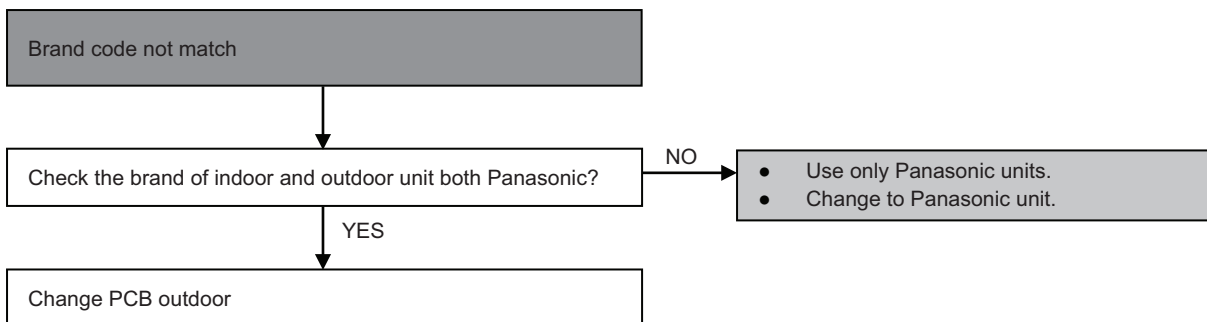 Brand code not match
Check the brand of indoor and outdoor unit both Panasonic?
NO
● Use only Panasonic units.
● Change to Panasonic unit.
YES
Change PCB outdoor